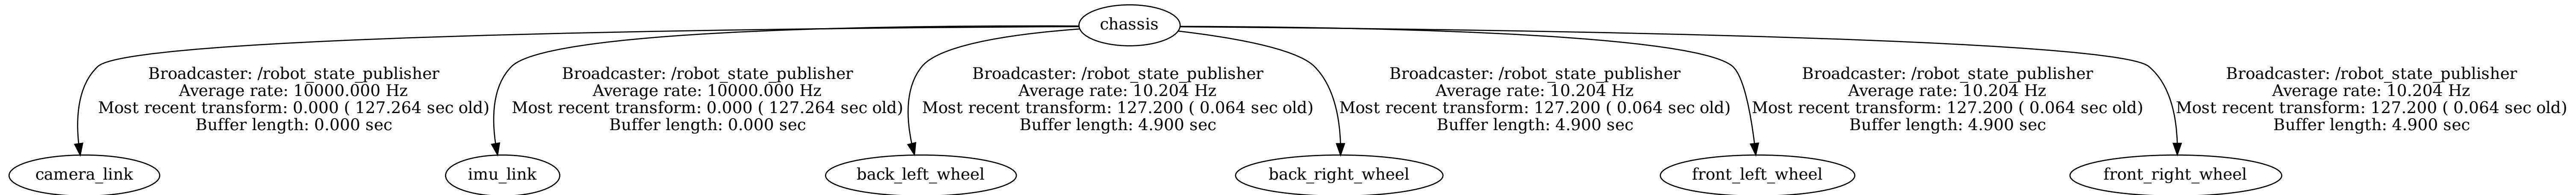 chassis
Broadcaster: /robot_state_publisher
Average rate: 10000.000 Hz
Most recent transform: 0.000 ( 127.264 sec old)
Buffer length: 0.000 sec
Broadcaster: /robot_state_publisher
Average rate: 10000.000 Hz
Most recent transform: 0.000 ( 127.264 sec old)
Buffer length: 0.000 sec
Broadcaster: /robot_state_publisher
Average rate: 10.204 Hz
Most recent transform: 127.200 ( 0.064 sec old)
Buffer length: 4.900 sec
Broadcaster: /robot_state_publisher
Average rate: 10.204 Hz
Most recent transform: 127.200 ( 0.064 sec old)
Buffer length: 4.900 sec
Broadcaster: /robot_state_publisher
Average rate: 10.204 Hz
Most recent transform: 127.200 ( 0.064 sec old)
Buffer length: 4.900 sec
Broadcaster: /robot_state_publisher
Average rate: 10.204 Hz
Most recent transform: 127.200 ( 0.064 sec old)
Buffer length: 4.900 sec
camera_link
imu_link
back_left_wheel
back_right_wheel
front_left_wheel
front_right_wheel